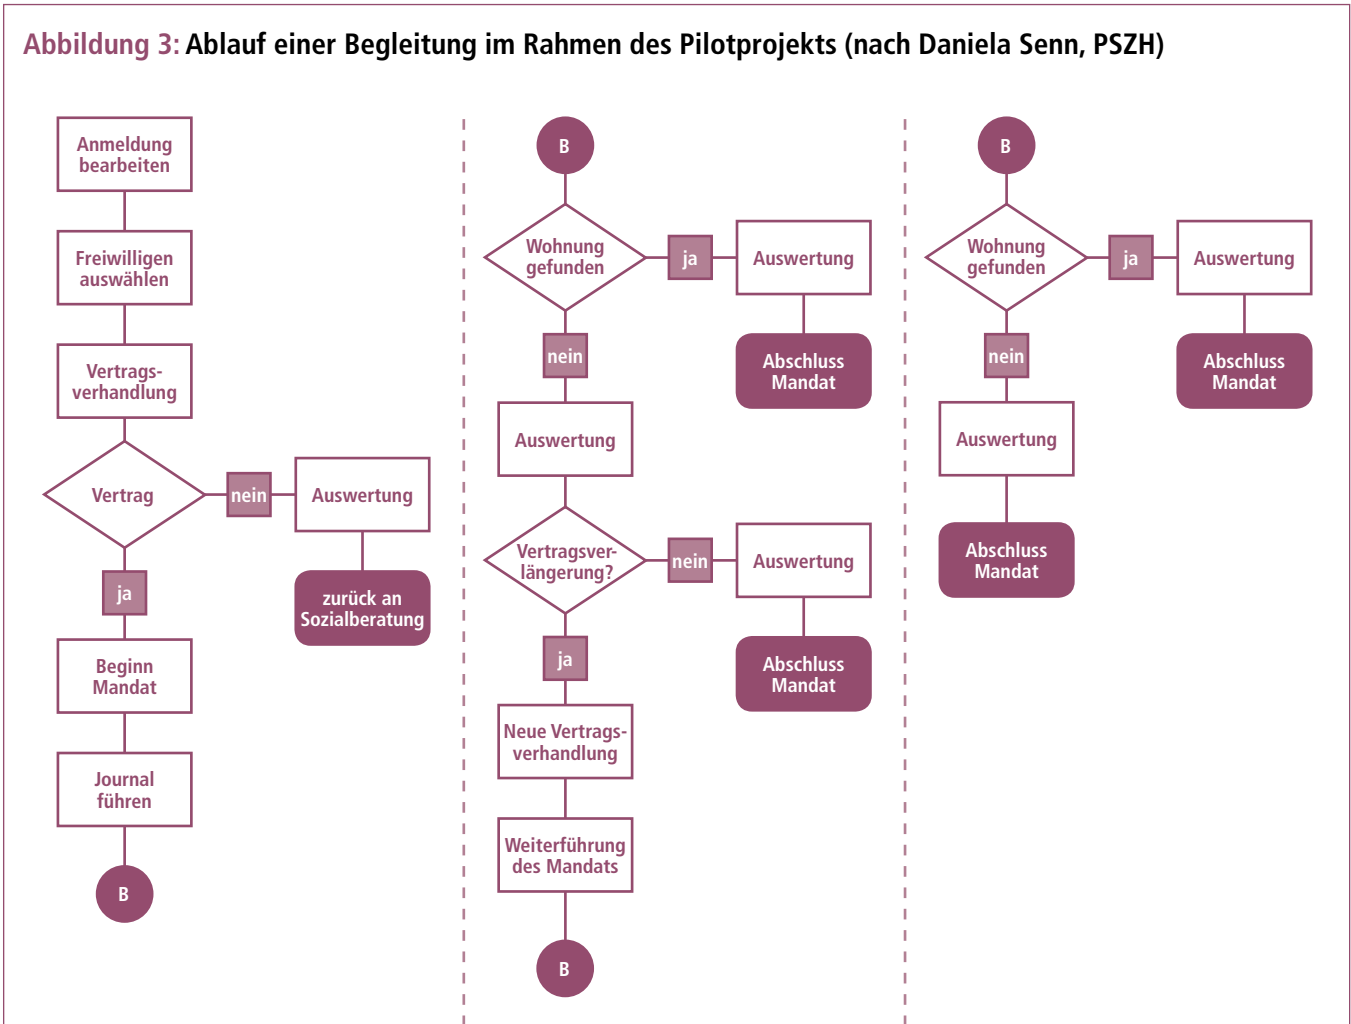 Abbildung 3: Ablauf einer Begleitung im Rahmen des Pilotprojekts (nach Daniela Senn, PSZH)
Anmeldung
bearbeiten
Freiwilligen
auswählen
Vertrags-
verhandlung
Vertrag
nein
Auswertung
zurück an
Sozialberatung
ja
Beginn
Mandat
Journal
führen
B
B
Wohnung
gefunden
ja
Auswertung
Abschluss
Mandat
nein
Auswertung
Vertragsver-
längerung?
nein
Auswertung
Abschluss
Mandat
ja
Neue Vertrags-
verhandlung
Weiterführung
des Mandats
B
B
Wohnung
gefunden
ja
Auswertung
Abschluss
Mandat
nein
Auswertung
Abschluss
Mandat